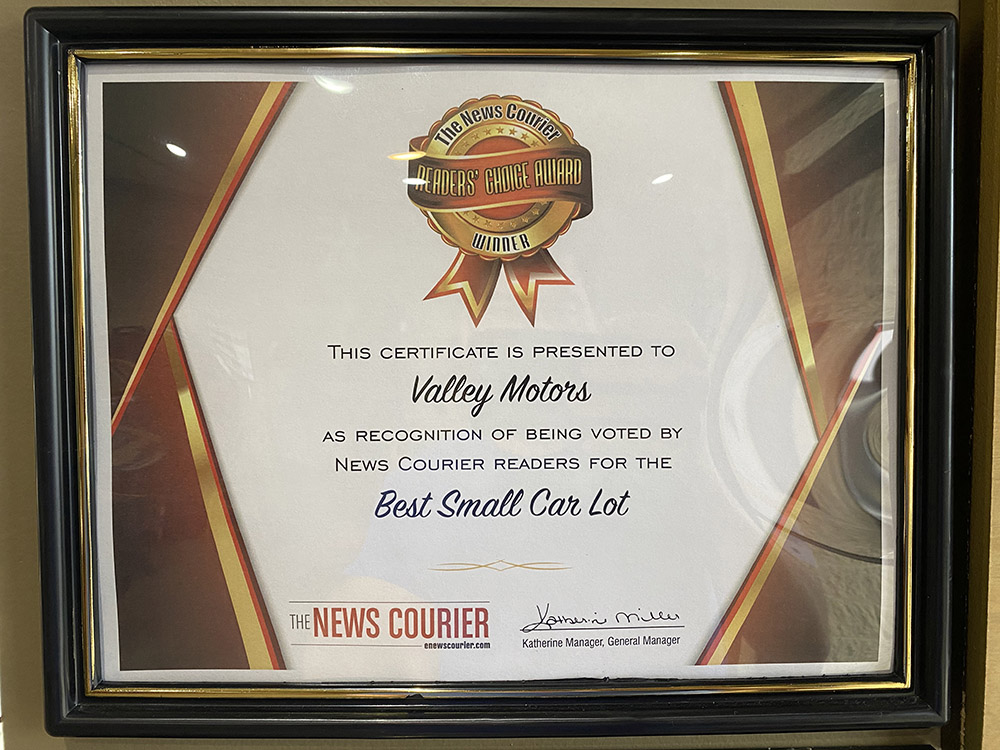 The News Courier
READERS' CHOICE AWARD
WINNER
THIS CERTIFICATE IS PRESENTED TO
Valley Motors
AS RECOGNITION OF BEING VOTED BY
NEWS COURIER READERS FOR THE
Best Small Car Lot
THE NEWS COURIER
enewscourier.com
Katherine Miller
Katherine Manager, General Manager